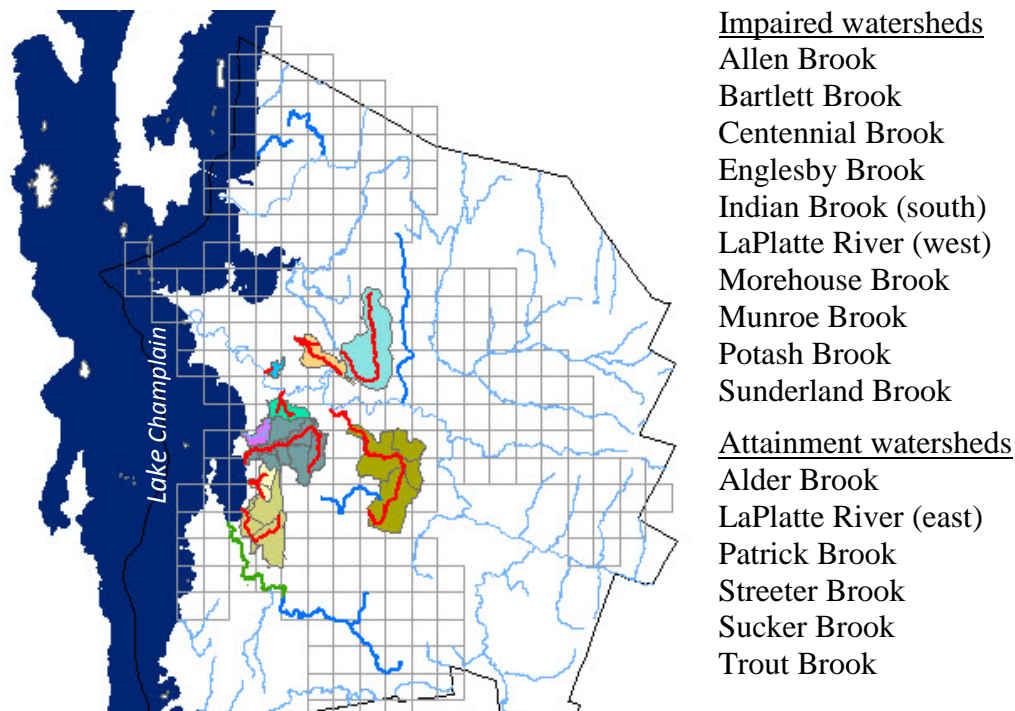 Lake Champlain
Impaired watersheds
Allen Brook
Bartlett Brook
Centennial Brook
Englesby Brook
Indian Brook (south)
LaPlatte River (west)
Morehouse Brook
Munroe Brook
Potash Brook
Sunderland Brook
Attainment watersheds
Alder Brook
LaPlatte River (east)
Patrick Brook
Streeter Brook
Sucker Brook
Trout Brook